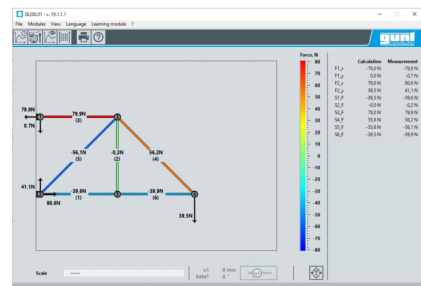 SE200.01 - v. 19.1.1.1
File Modules View Language Learning module ?
gunt
Force, N
80
70
60
50
40
30
20
10
0
-10
-20
-30
-40
-50
-60
-70
-80
Calculation Measurement
F1_x -79,0 N -79,8 N
F1_y 0,0 N -0,7 N
F2_x 79,0 N 80,6 N
F2_y 39,5 N 41,1 N
S1_F -39,5 N -39,6 N
S2_F -0,0 N -0,2 N
S3_F 79,0 N 79,9 N
S4_F 55,8 N 56,2 N
S5_F -55,8 N -56,1 N
S6_F -39,5 N -39,9 N
79,8N
0,7N
79,9N
(3)
-56,1N
(5)
-0,2N
(2)
56,2N
(4)
41,1N
80,6N
-39,6N
(1)
-39,9N
(6)
39,5N
Scale
u1 0 mm
beta1 0 °